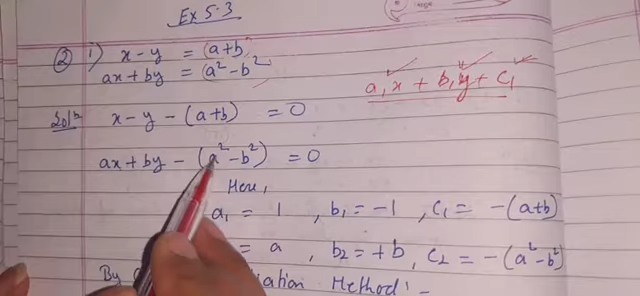 Ex 5.3
② i) x - y = (a+b)
ax + by = (a² - b²)
a₁x + b₁y + c₁
Solⁿ x - y - (a+b) = 0
ax + by - (a² - b²) = 0
Here,
a₁ = 1 , b₁ = -1 , c₁ = -(a+b)
= a , b₂ = +b , c₂ = -(a² - b²)
By Method :-